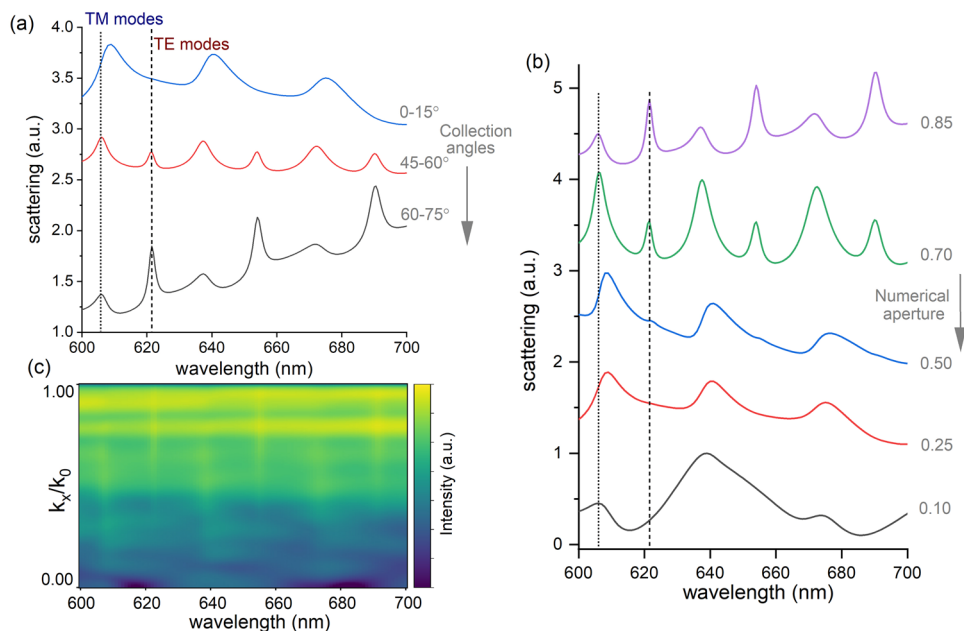 (a)
TM modes
TE modes
4.0
3.5
3.0
2.5
2.0
1.5
1.0
scattering (a.u.)
0-15°
Collection
angles
45-60°
60-75°
600 620 640 660 680 700
wavelength (nm)
(b)
5
4
3
2
1
0
scattering (a.u.)
0.85
0.70
Numerical
aperture
0.50
0.25
0.10
600 620 640 660 680 700
wavelength (nm)
(c)
1.00
0.00
kₓ/k₀
Intensity (a.u.)
600 620 640 660 680 700
wavelength (nm)